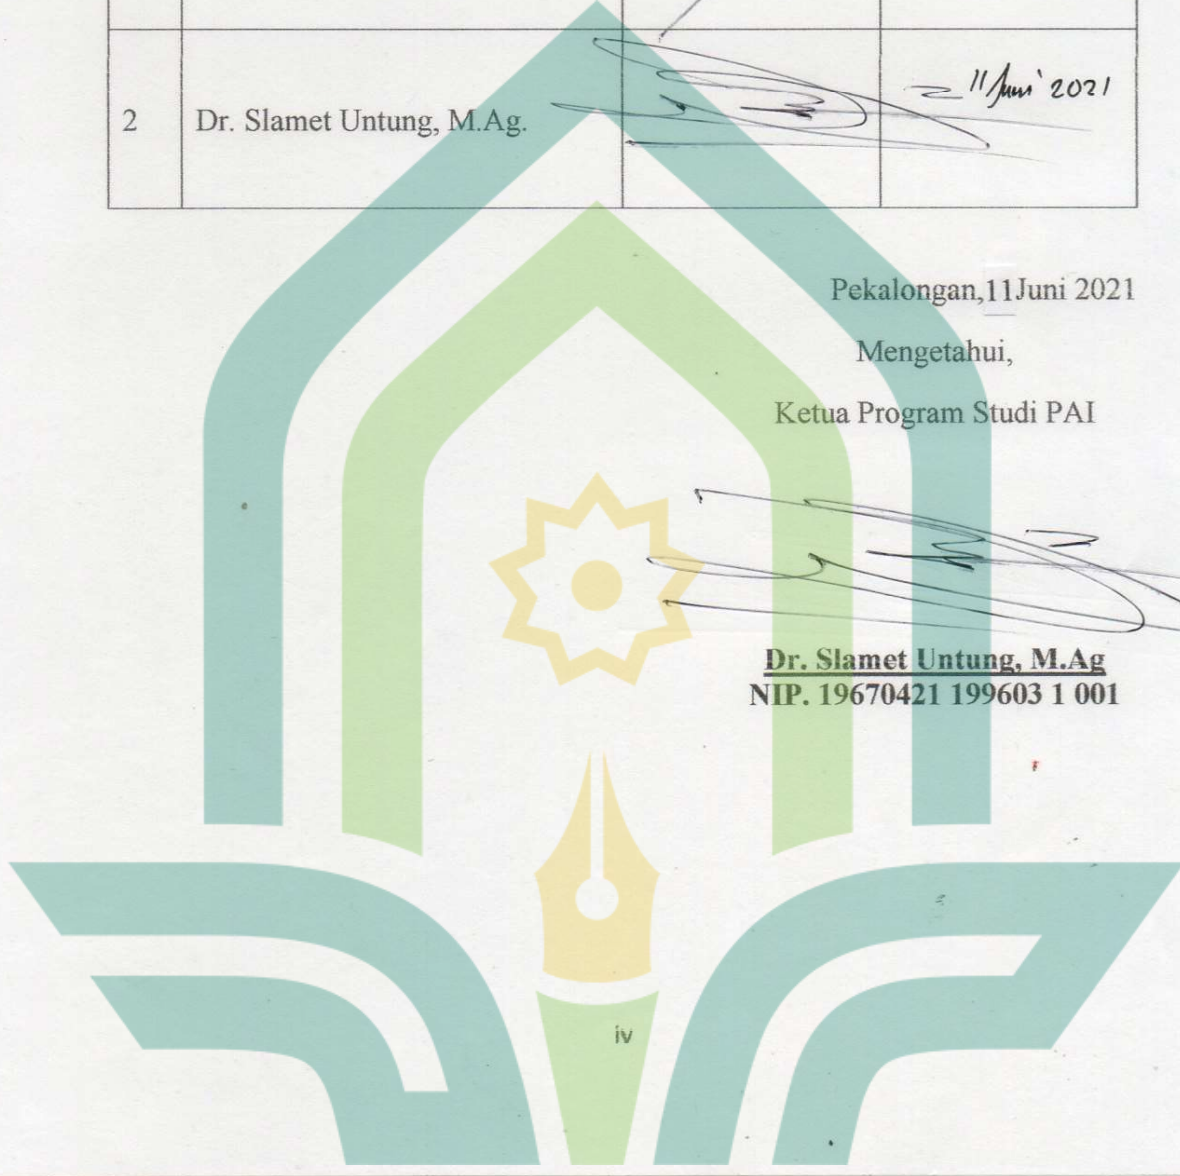 2 Dr. Slamet Untung, M.Ag. 11 Juni 2021
Pekalongan,11Juni 2021
Mengetahui,
Ketua Program Studi PAI
Dr. Slamet Untung, M.Ag
NIP. 19670421 199603 1 001
iv